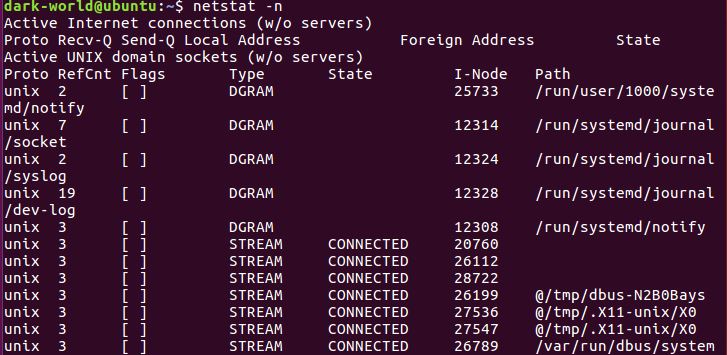 dark-world@ubuntu:~$ netstat -n
Active Internet connections (w/o servers)
Proto Recv-Q Send-Q Local Address           Foreign Address         State
Active UNIX domain sockets (w/o servers)
Proto RefCnt Flags       Type       State         I-Node   Path
unix  2      [ ]         DGRAM                    25733    /run/user/1000/syste
md/notify
unix  7      [ ]         DGRAM                    12314    /run/systemd/journal
/socket
unix  2      [ ]         DGRAM                    12324    /run/systemd/journal
/syslog
unix  19     [ ]         DGRAM                    12328    /run/systemd/journal
/dev-log
unix  3      [ ]         DGRAM                    12308    /run/systemd/notify
unix  3      [ ]         STREAM     CONNECTED     20760
unix  3      [ ]         STREAM     CONNECTED     26112
unix  3      [ ]         STREAM     CONNECTED     28722
unix  3      [ ]         STREAM     CONNECTED     26199    @/tmp/dbus-N2B0Bays
unix  3      [ ]         STREAM     CONNECTED     27536    @/tmp/.X11-unix/X0
unix  3      [ ]         STREAM     CONNECTED     27547    @/tmp/.X11-unix/X0
unix  3      [ ]         STREAM     CONNECTED     26789    /var/run/dbus/system